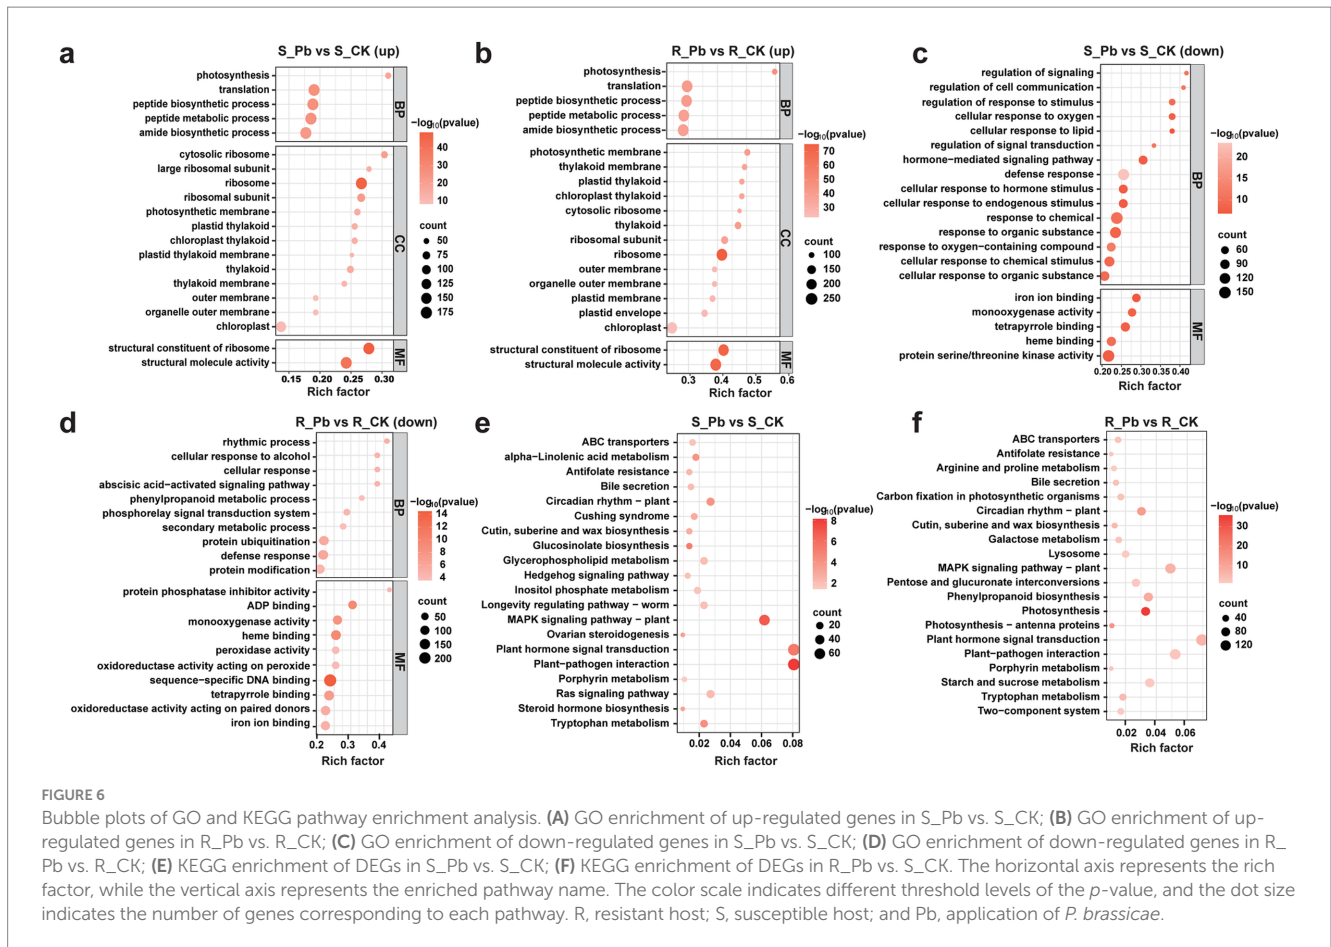 a
S_Pb vs S_CK (up)
photosynthesis
translation
peptide biosynthetic process
peptide metabolic process
amide biosynthetic process
BP
cytosolic ribosome
large ribosomal subunit
ribosome
ribosomal subunit
photosynthetic membrane
plastid thylakoid
chloroplast thylakoid
plastid thylakoid membrane
thylakoid
thylakoid membrane
outer membrane
organelle outer membrane
chloroplast
CC
structural constituent of ribosome
structural molecule activity
MF
0.15 0.20 0.25 0.30
Rich factor
−log10(pvalue)
40
30
20
10
count
50
75
100
125
150
175
b
R_Pb vs R_CK (up)
photosynthesis
translation
peptide biosynthetic process
peptide metabolic process
amide biosynthetic process
BP
photosynthetic membrane
thylakoid membrane
plastid thylakoid
chloroplast thylakoid
cytosolic ribosome
thylakoid
ribosomal subunit
ribosome
outer membrane
organelle outer membrane
plastid membrane
plastid envelope
chloroplast
CC
structural constituent of ribosome
structural molecule activity
MF
0.3 0.4 0.5 0.6
Rich factor
−log10(pvalue)
70
60
50
40
30
count
100
150
200
250
c
S_Pb vs S_CK (down)
regulation of signaling
regulation of cell communication
regulation of response to stimulus
cellular response to oxygen
cellular response to lipid
regulation of signal transduction
hormone−mediated signaling pathway
defense response
cellular response to hormone stimulus
cellular response to endogenous stimulus
response to chemical
response to organic substance
response to oxygen−containing compound
cellular response to chemical stimulus
cellular response to organic substance
BP
iron ion binding
monooxygenase activity
tetrapyrrole binding
heme binding
protein serine/threonine kinase activity
MF
0.20 0.25 0.30 0.35 0.40
Rich factor
−log10(pvalue)
20
15
10
count
60
90
120
150
d
R_Pb vs R_CK (down)
rhythmic process
cellular response to alcohol
cellular response
abscisic acid−activated signaling pathway
phenylpropanoid metabolic process
phosphorelay signal transduction system
secondary metabolic process
protein ubiquitination
defense response
protein modification
BP
protein phosphatase inhibitor activity
ADP binding
monooxygenase activity
heme binding
peroxidase activity
oxidoreductase activity acting on peroxide
sequence−specific DNA binding
tetrapyrrole binding
oxidoreductase activity acting on paired donors
iron ion binding
MF
0.2 0.3 0.4
Rich factor
−log10(pvalue)
14
12
10
8
6
4
count
50
100
150
200
e
S_Pb vs S_CK
ABC transporters
alpha−Linolenic acid metabolism
Antifolate resistance
Bile secretion
Circadian rhythm − plant
Cushing syndrome
Cutin, suberine and wax biosynthesis
Glucosinolate biosynthesis
Glycerophospholipid metabolism
Hedgehog signaling pathway
Inositol phosphate metabolism
Longevity regulating pathway − worm
MAPK signaling pathway − plant
Ovarian steroidogenesis
Plant hormone signal transduction
Plant−pathogen interaction
Porphyrin metabolism
Ras signaling pathway
Steroid hormone biosynthesis
Tryptophan metabolism
0.02 0.04 0.06 0.08
Rich factor
−log10(pvalue)
8
6
4
2
count
20
40
60
f
R_Pb vs R_CK
ABC transporters
Antifolate resistance
Arginine and proline metabolism
Bile secretion
Carbon fixation in photosynthetic organisms
Circadian rhythm − plant
Cutin, suberine and wax biosynthesis
Galactose metabolism
Lysosome
MAPK signaling pathway − plant
Pentose and glucuronate interconversions
Phenylpropanoid biosynthesis
Photosynthesis
Photosynthesis − antenna proteins
Plant hormone signal transduction
Plant−pathogen interaction
Porphyrin metabolism
Starch and sucrose metabolism
Tryptophan metabolism
Two−component system
0.02 0.04 0.06
Rich factor
−log10(pvalue)
30
20
10
count
40
80
120
FIGURE 6
Bubble plots of GO and KEGG pathway enrichment analysis. (A) GO enrichment of up-regulated genes in S_Pb vs. S_CK; (B) GO enrichment of up-
regulated genes in R_Pb vs. R_CK; (C) GO enrichment of down-regulated genes in S_Pb vs. S_CK; (D) GO enrichment of down-regulated genes in R_
Pb vs. R_CK; (E) KEGG enrichment of DEGs in S_Pb vs. S_CK; (F) KEGG enrichment of DEGs in R_Pb vs. S_CK. The horizontal axis represents the rich
factor, while the vertical axis represents the enriched pathway name. The color scale indicates different threshold levels of the p-value, and the dot size
indicates the number of genes corresponding to each pathway. R, resistant host; S, susceptible host; and Pb, application of P. brassicae.